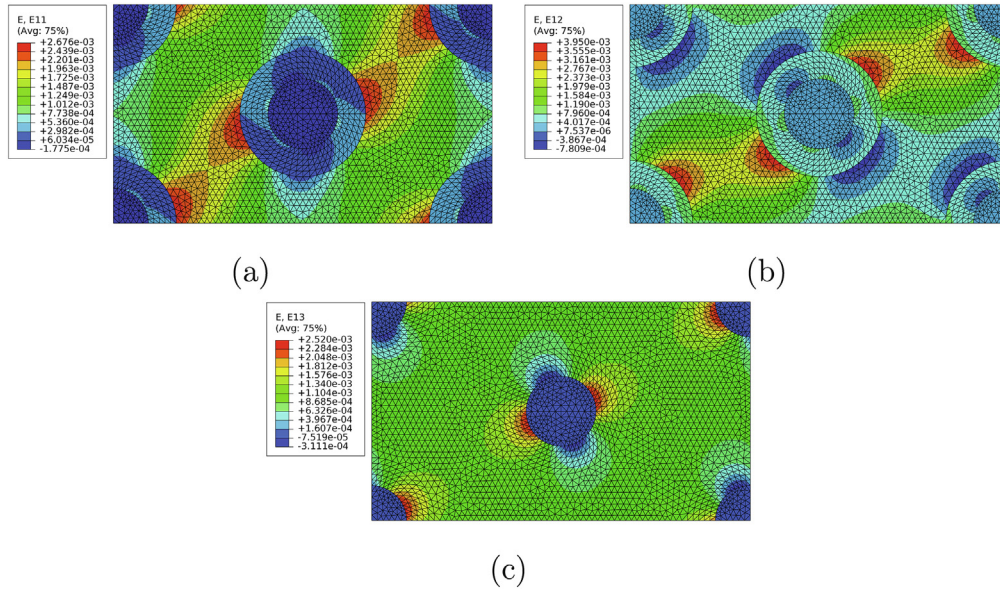 E, E11
(Avg: 75%)
+2.676e-03
+2.439e-03
+2.201e-03
+1.963e-03
+1.725e-03
+1.487e-03
+1.249e-03
+1.012e-03
+7.738e-04
+5.360e-04
+2.982e-04
+6.034e-05
-1.775e-04
(a)
E, E12
(Avg: 75%)
+3.950e-03
+3.555e-03
+3.161e-03
+2.767e-03
+2.373e-03
+1.979e-03
+1.584e-03
+1.190e-03
+7.960e-04
+4.017e-04
+7.537e-06
-3.867e-04
-7.809e-04
(b)
E, E13
(Avg: 75%)
+2.520e-03
+2.284e-03
+2.048e-03
+1.812e-03
+1.576e-03
+1.340e-03
+1.104e-03
+8.685e-04
+6.326e-04
+3.967e-04
+1.607e-04
-7.519e-05
-3.111e-04
(c)